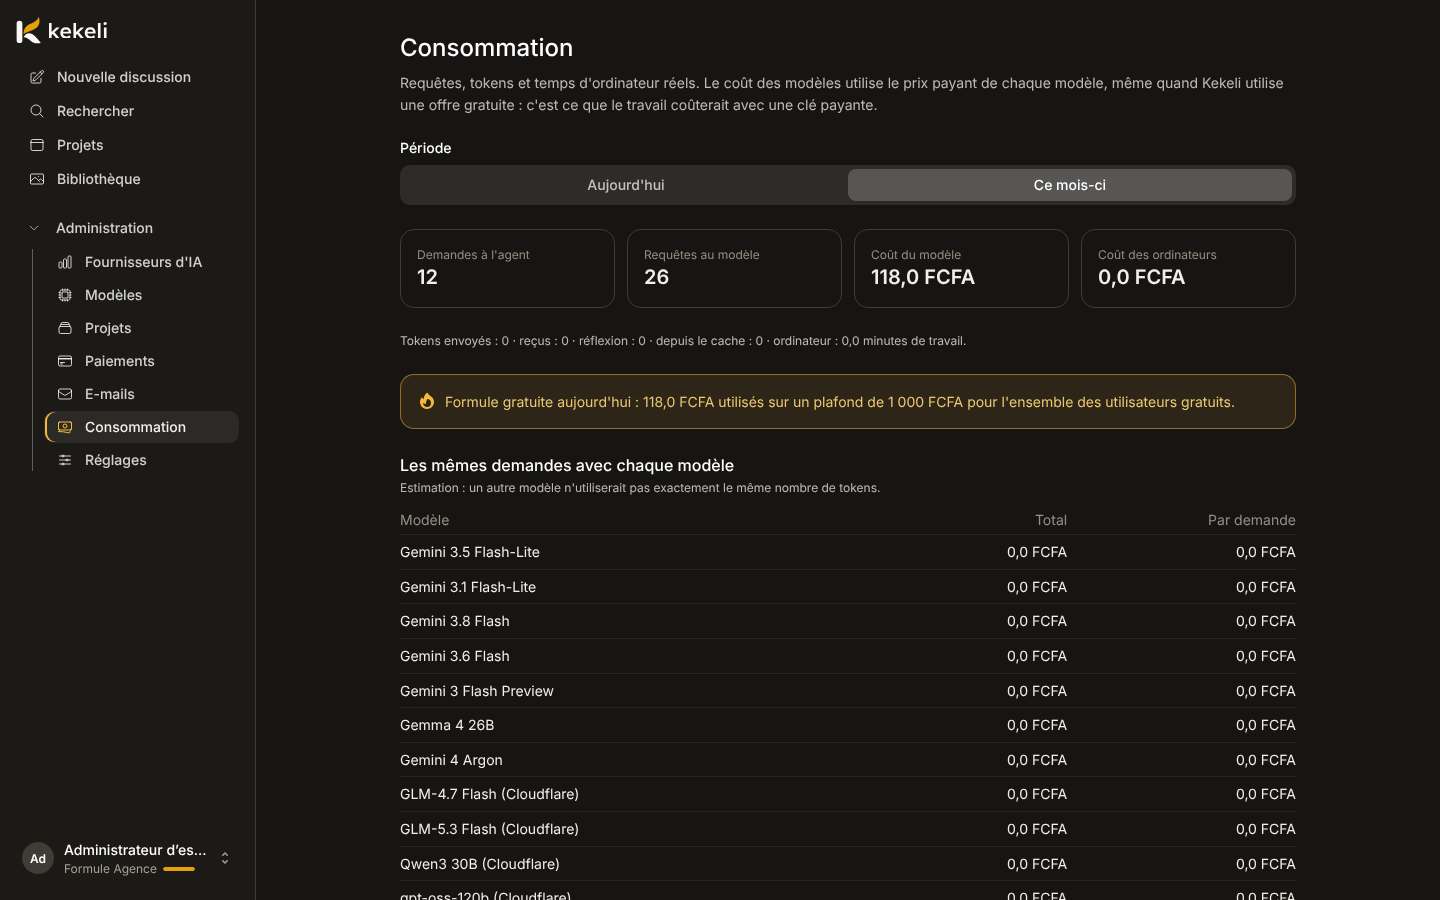 kekeli
Nouvelle discussion
Rechercher
Projets
Bibliothèque
Administration
Fournisseurs d'IA
Modèles
Projets
Paiements
E-mails
Consommation
Réglages
Ad
Administrateur d'es...
Formule Agence
Consommation
Requêtes, tokens et temps d'ordinateur réels. Le coût des modèles utilise le prix payant de chaque modèle, même quand Kekeli utilise
une offre gratuite : c'est ce que le travail coûterait avec une clé payante.
Période
Aujourd'hui Ce mois-ci
Demandes à l'agent
12
Requêtes au modèle
26
Coût du modèle
118,0 FCFA
Coût des ordinateurs
0,0 FCFA
Tokens envoyés : 0 · reçus : 0 · réflexion : 0 · depuis le cache : 0 · ordinateur : 0,0 minutes de travail.
Formule gratuite aujourd'hui : 118,0 FCFA utilisés sur un plafond de 1 000 FCFA pour l'ensemble des utilisateurs gratuits.
Les mêmes demandes avec chaque modèle
Estimation : un autre modèle n'utiliserait pas exactement le même nombre de tokens.
Modèle Total Par demande
Gemini 3.5 Flash-Lite 0,0 FCFA 0,0 FCFA
Gemini 3.1 Flash-Lite 0,0 FCFA 0,0 FCFA
Gemini 3.8 Flash 0,0 FCFA 0,0 FCFA
Gemini 3.6 Flash 0,0 FCFA 0,0 FCFA
Gemini 3 Flash Preview 0,0 FCFA 0,0 FCFA
Gemma 4 26B 0,0 FCFA 0,0 FCFA
Gemini 4 Argon 0,0 FCFA 0,0 FCFA
GLM-4.7 Flash (Cloudflare) 0,0 FCFA 0,0 FCFA
GLM-5.3 Flash (Cloudflare) 0,0 FCFA 0,0 FCFA
Qwen3 30B (Cloudflare) 0,0 FCFA 0,0 FCFA
gpt-oss-120b (Cloudflare) 0,0 FCFA 0,0 FCFA